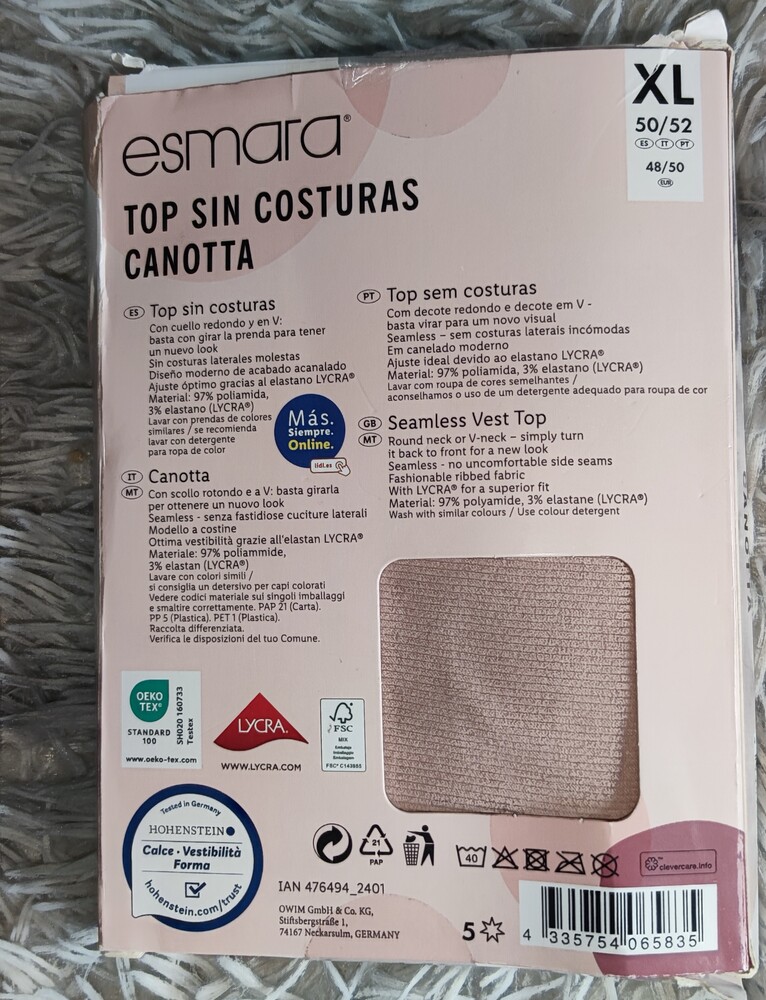 esmara®
TOP SIN COSTURAS
CANOTTA
XL
50/52
ES IT PT
48/50
EUR
ES Top sin costuras
Con cuello redondo y en V:
basta con girar la prenda para tener
un nuevo look
Sin costuras laterales molestas
Diseño moderno de acabado acanalado
Ajuste óptimo gracias al elastano LYCRA®
Material: 97% poliamida,
3% elastano (LYCRA®)
Lavar con prendas de colores
similares / se recomienda
lavar con detergente
para ropa de color
Más.
Siempre.
Online.
lidl.es
IT MT Canotta
Con scollo rotondo e a V: basta girarla
per ottenere un nuovo look
Seamless - senza fastidiose cuciture laterali
Modello a costine
Ottima vestibilità grazie all'elastan LYCRA®
Materiale: 97% poliammide,
3% elastan (LYCRA®)
Lavare con colori simili /
si consiglia un detersivo per capi colorati
Vedere codici materiale sui singoli imballaggi
e smaltire correttamente. PAP 21 (Carta).
PP 5 (Plastica). PET 1 (Plastica).
Raccolta differenziata.
Verifica le disposizioni del tuo Comune.
PT Top sem costuras
Com decote redondo e decote em V -
basta virar para um novo visual
Seamless – sem costuras laterais incómodas
Em canelado moderno
Ajuste ideal devido ao elastano LYCRA®
Material: 97% poliamida, 3% elastano (LYCRA®)
Lavar com roupa de cores semelhantes /
aconselhamos o uso de um detergente adequado para roupa de cor
GB MT Seamless Vest Top
Round neck or V-neck – simply turn
it back to front for a new look
Seamless - no uncomfortable side seams
Fashionable ribbed fabric
With LYCRA® for a superior fit
Material: 97% polyamide, 3% elastane (LYCRA®)
Wash with similar colours / Use colour detergent
OEKO
TEX®
STANDARD
100
SH020 160733
Testex
www.oeko-tex.com
LYCRA.
WWW.LYCRA.COM
FSC
MIX
Embalaje
Imballaggio
Embalagem
FSC® C143885
Tested in Germany
HOHENSTEIN
Calce · Vestibilità
Forma
hohenstein.com/trust
21
PAP
40
clevercare.info
IAN 476494_2401
OWIM GmbH & Co. KG,
Stiftsbergstraße 1,
74167 Neckarsulm, GERMANY
5
4 335754 065835